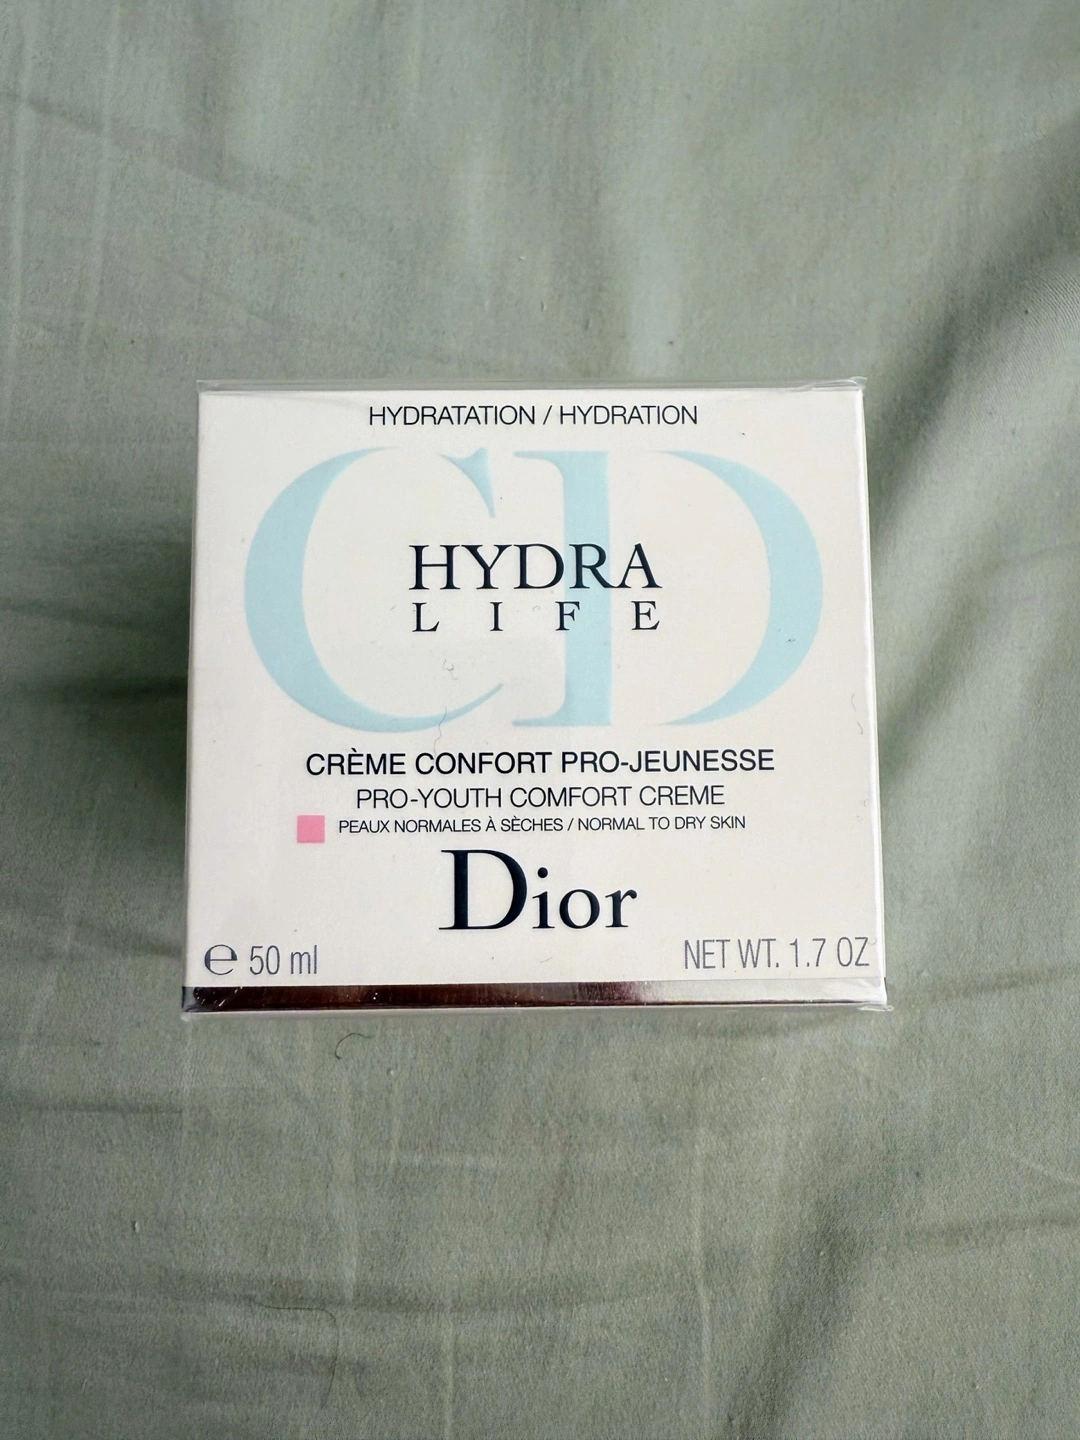 HYDRATATION / HYDRATION
CD
HYDRA
LIFE
CRÈME CONFORT PRO-JEUNESSE
PRO-YOUTH COMFORT CREME
PEAUX NORMALES À SÈCHES / NORMAL TO DRY SKIN
Dior
℮ 50 ml NET WT. 1.7 OZ